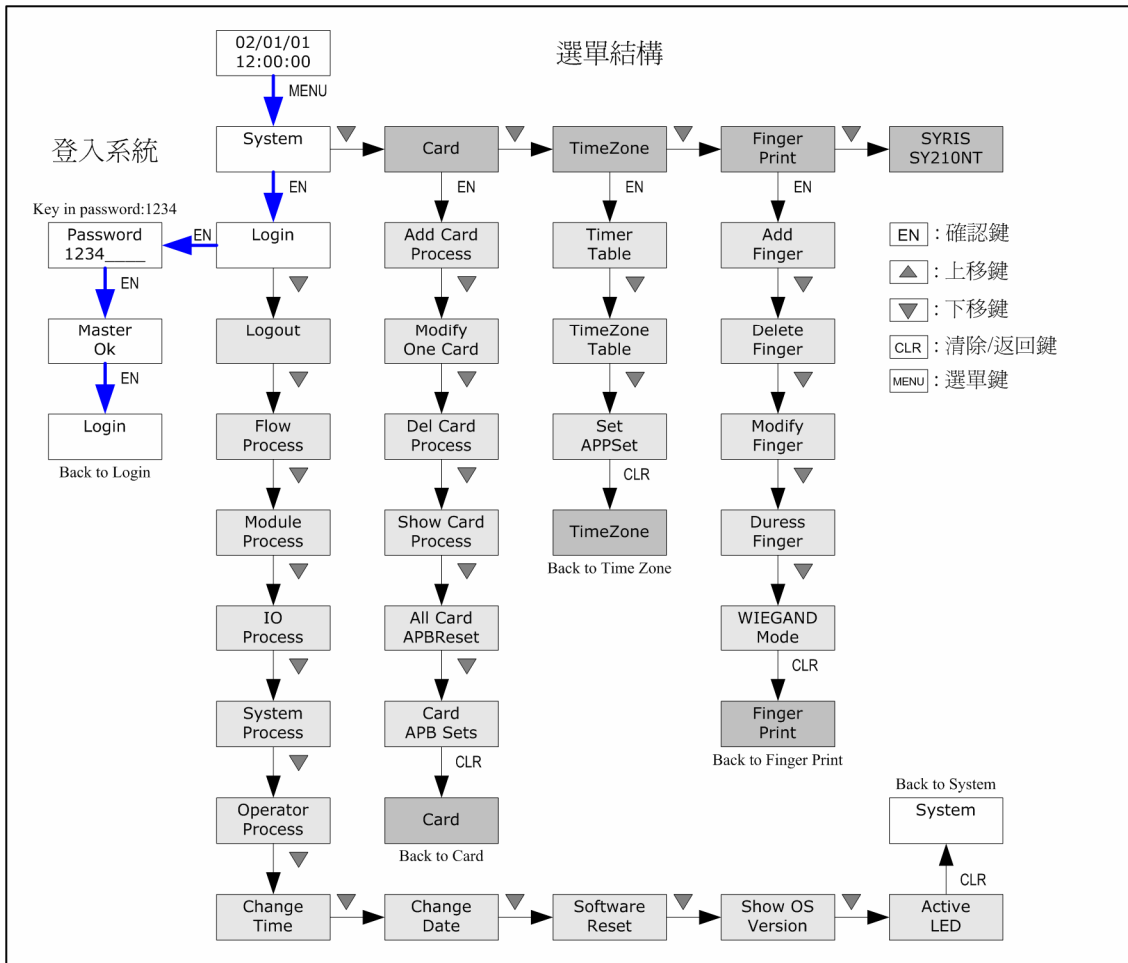 02/01/01
12:00:00
選單結構
MENU
登入系統
System
Card
TimeZone
Finger
Print
SYRIS
SY210NT
EN
EN
EN
EN
Key in password:1234
Password
1234____
EN
Login
Add Card
Process
Timer
Table
Add
Finger
EN : 確認鍵
▲ : 上移鍵
▼ : 下移鍵
CLR : 清除/返回鍵
MENU : 選單鍵
EN
Master
Ok
Logout
Modify
One Card
TimeZone
Table
Delete
Finger
EN
Login
Back to Login
Flow
Process
Del Card
Process
Set
APPSet
Modify
Finger
CLR
Module
Process
Show Card
Process
TimeZone
Back to Time Zone
Duress
Finger
IO
Process
All Card
APBReset
WIEGAND
Mode
CLR
System
Process
Card
APB Sets
Finger
Print
Back to Finger Print
CLR
Operator
Process
Card
Back to Card
Back to System
System
CLR
Change
Time
Change
Date
Software
Reset
Show OS
Version
Active
LED